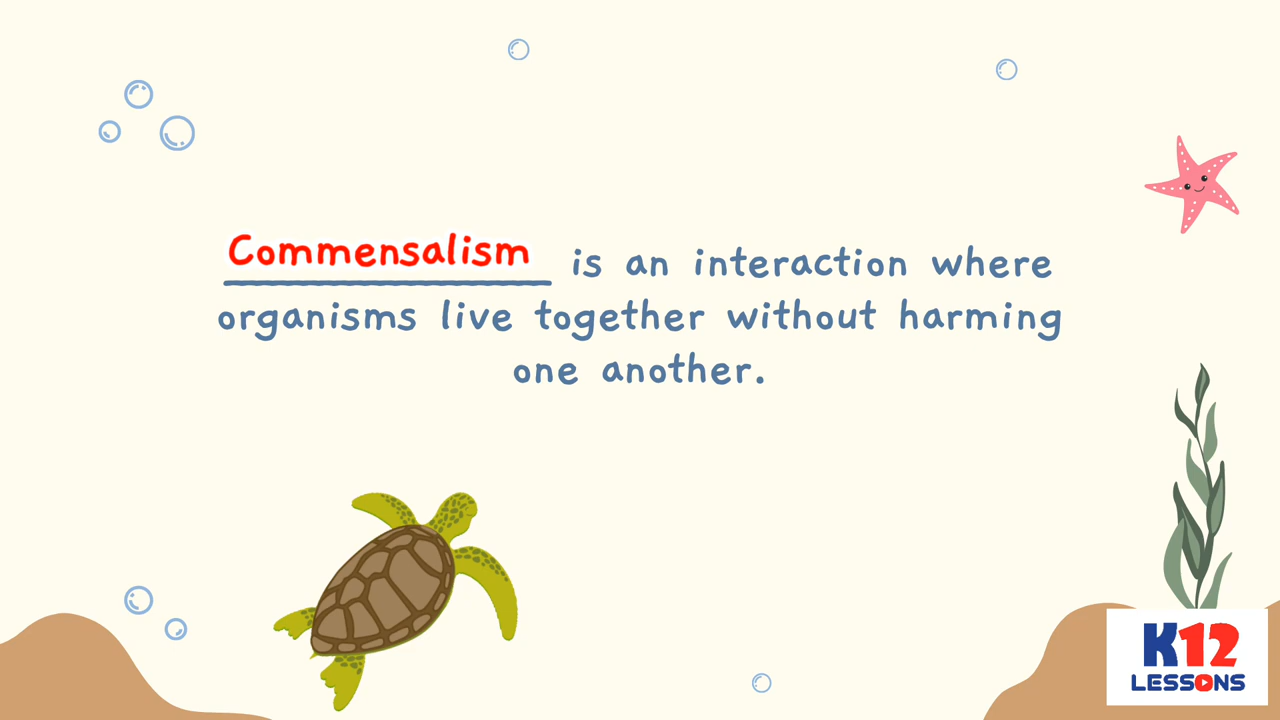 Commensalism is an interaction where
organisms live together without harming
one another.
K12
LESSONS